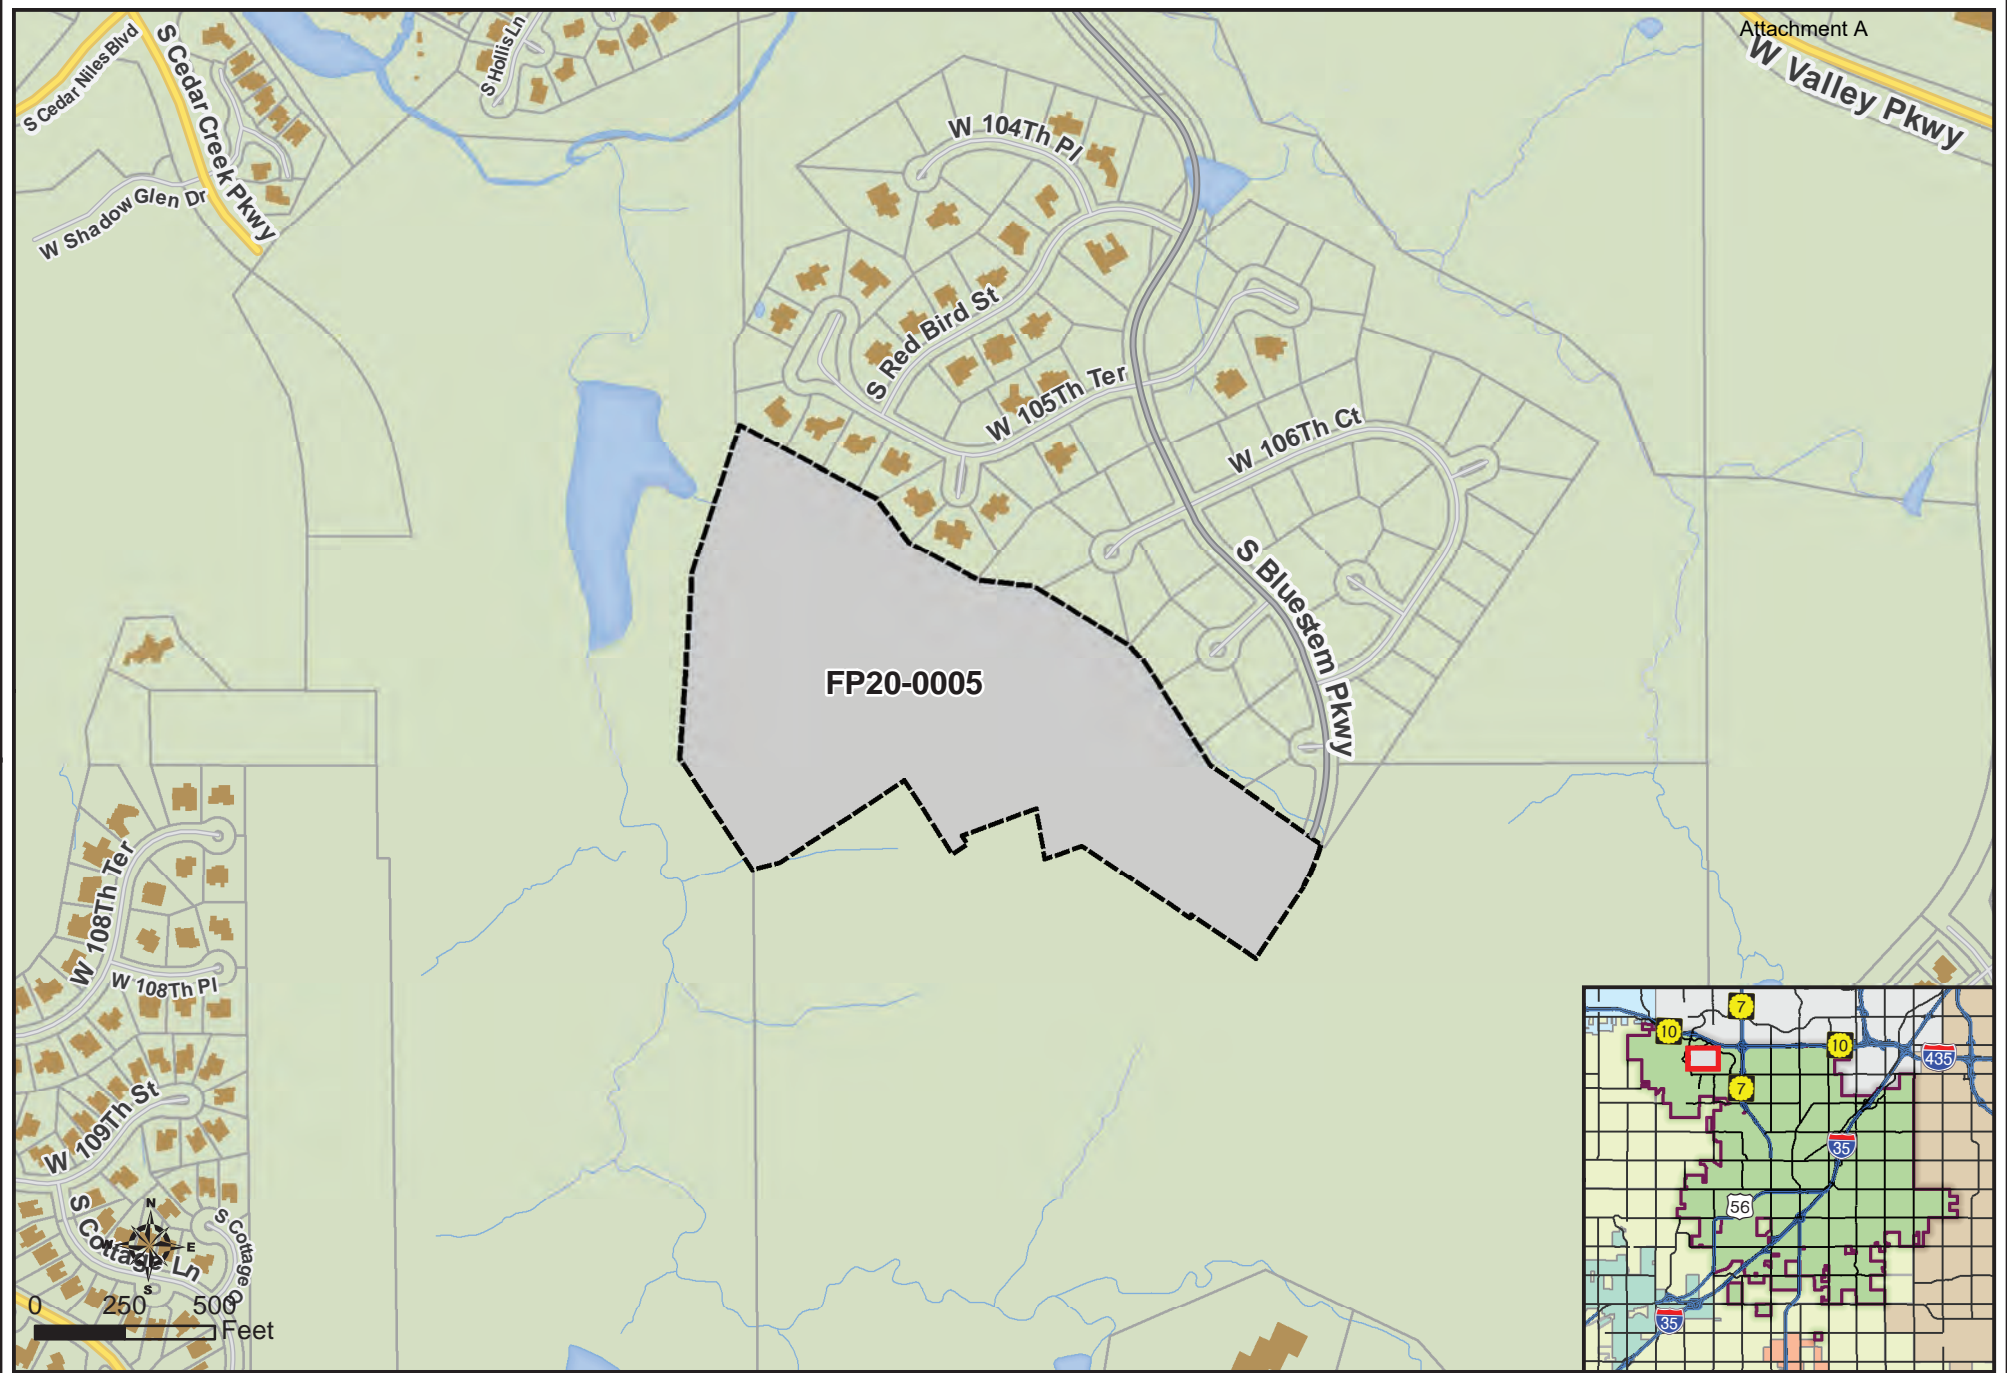 Attachment A
S Cedar Niles Blvd
S Cedar Creek Pkwy
S Hollis Ln
W Valley Pkwy
W Shadow Glen Dr
W 104Th Pl
S Red Bird St
W 105Th Ter
W 106Th Ct
S Bluestem Pkwy
FP20-0005
W 108Th Ter
W 108Th Pl
W 109Th St
S Cottage Ln
N
E
S
0 250 500
Feet
7
10
10
435
7
35
56
35